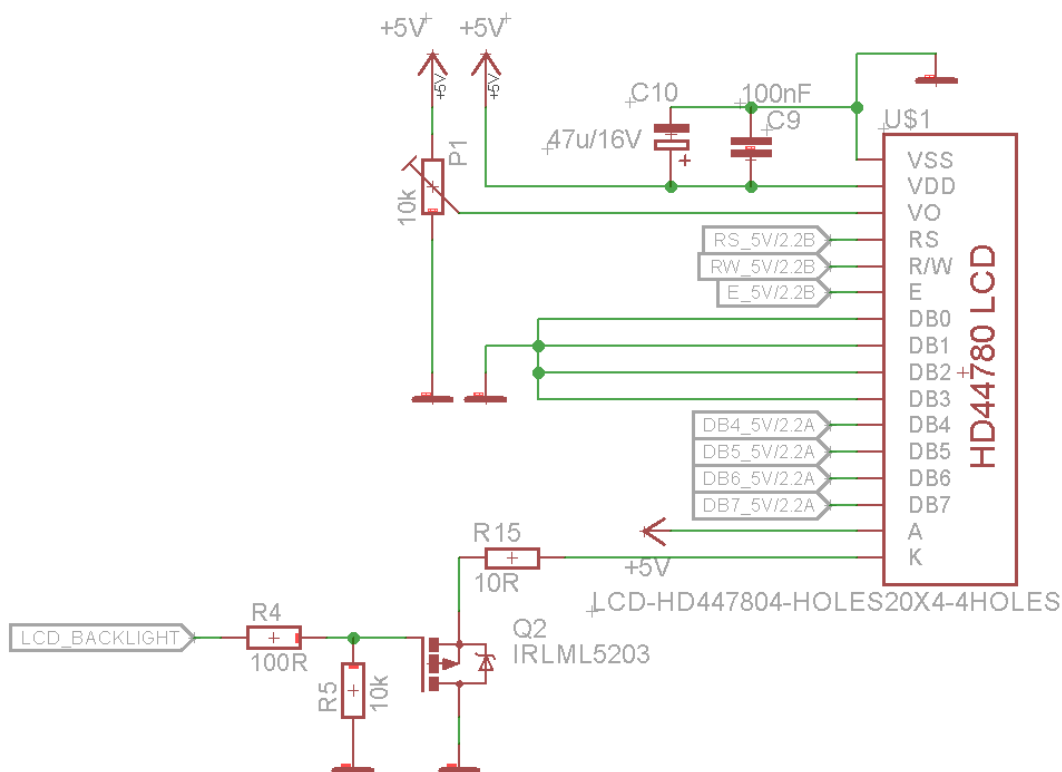 +5V
+5V
+5V
+5V
P1
10k
C10
47u/16V
+
100nF
C9
U$1
VSS
VDD
VO
RS
R/W
E
DB0
DB1
DB2
DB3
DB4
DB5
DB6
DB7
A
K
HD44780 LCD
RS_5V/2.2B
RW_5V/2.2B
E_5V/2.2B
DB4_5V/2.2A
DB5_5V/2.2A
DB6_5V/2.2A
DB7_5V/2.2A
+5V
R15
10R
LCD-HD447804-HOLES20X4-4HOLES
LCD_BACKLIGHT
R4
100R
R5
10k
Q2
IRLML5203